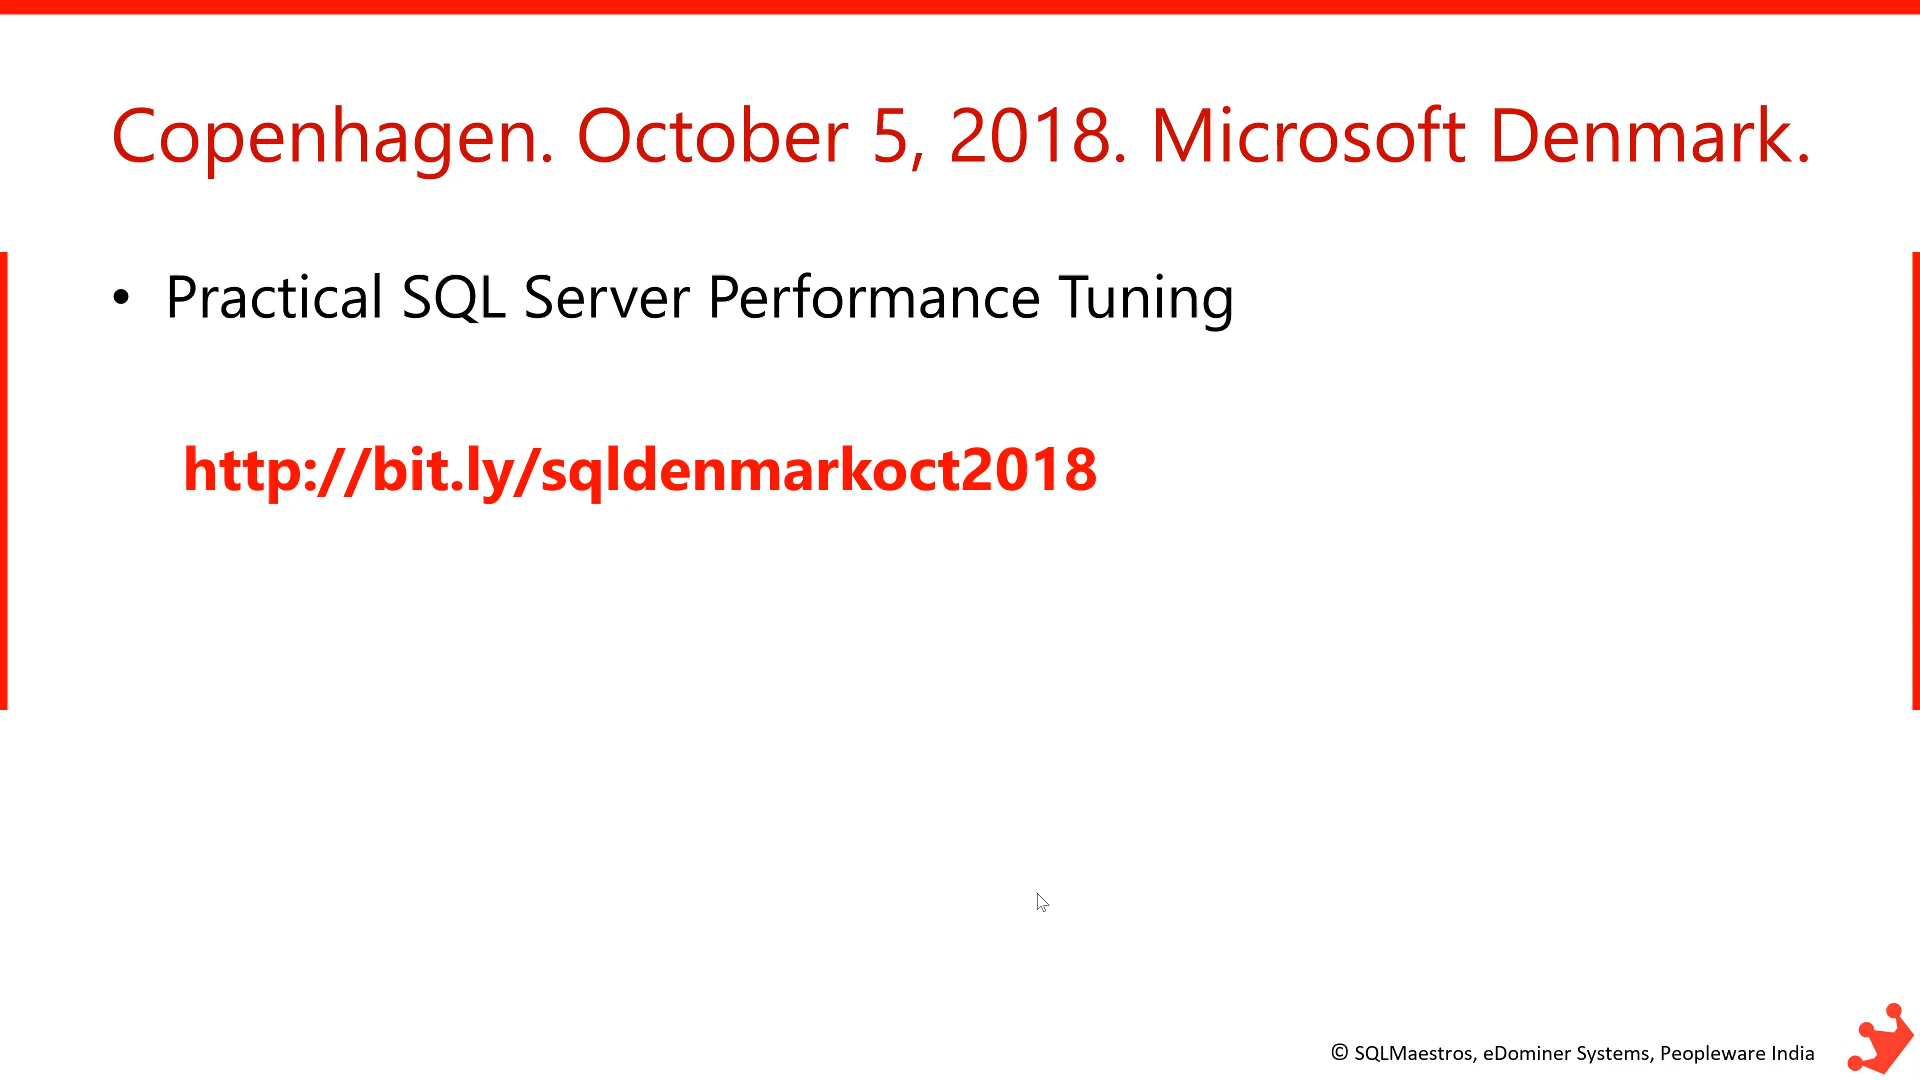 Copenhagen. October 5, 2018. Microsoft Denmark.
• Practical SQL Server Performance Tuning
http://bit.ly/sqldenmarkoct2018
© SQLMaestros, eDominer Systems, Peopleware India